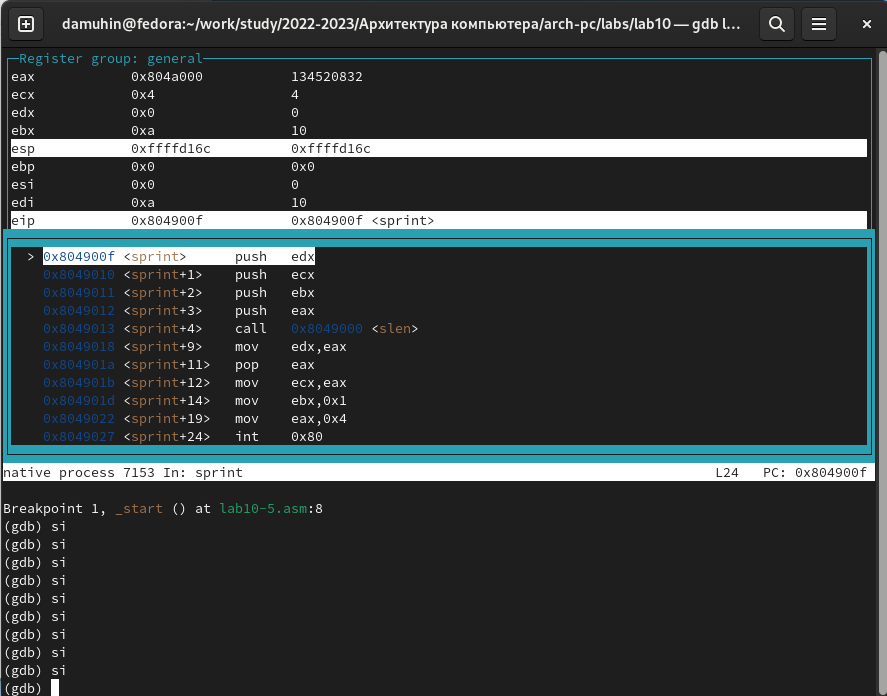 damuhin@fedora:~/work/study/2022-2023/Архитектура компьютера/arch-pc/labs/lab10 — gdb l...
Register group: general
eax 0x804a000 134520832
ecx 0x4 4
edx 0x0 0
ebx 0xa 10
esp 0xffffd16c 0xffffd16c
ebp 0x0 0x0
esi 0x0 0
edi 0xa 10
eip 0x804900f 0x804900f <sprint>
> 0x804900f <sprint> push edx
0x8049010 <sprint+1> push ecx
0x8049011 <sprint+2> push ebx
0x8049012 <sprint+3> push eax
0x8049013 <sprint+4> call 0x8049000 <slen>
0x8049018 <sprint+9> mov edx,eax
0x804901a <sprint+11> pop eax
0x804901b <sprint+12> mov ecx,eax
0x804901d <sprint+14> mov ebx,0x1
0x8049022 <sprint+19> mov eax,0x4
0x8049027 <sprint+24> int 0x80
native process 7153 In: sprint L24 PC: 0x804900f
Breakpoint 1, _start () at lab10-5.asm:8
(gdb) si
(gdb) si
(gdb) si
(gdb) si
(gdb) si
(gdb) si
(gdb) si
(gdb) si
(gdb) si
(gdb)